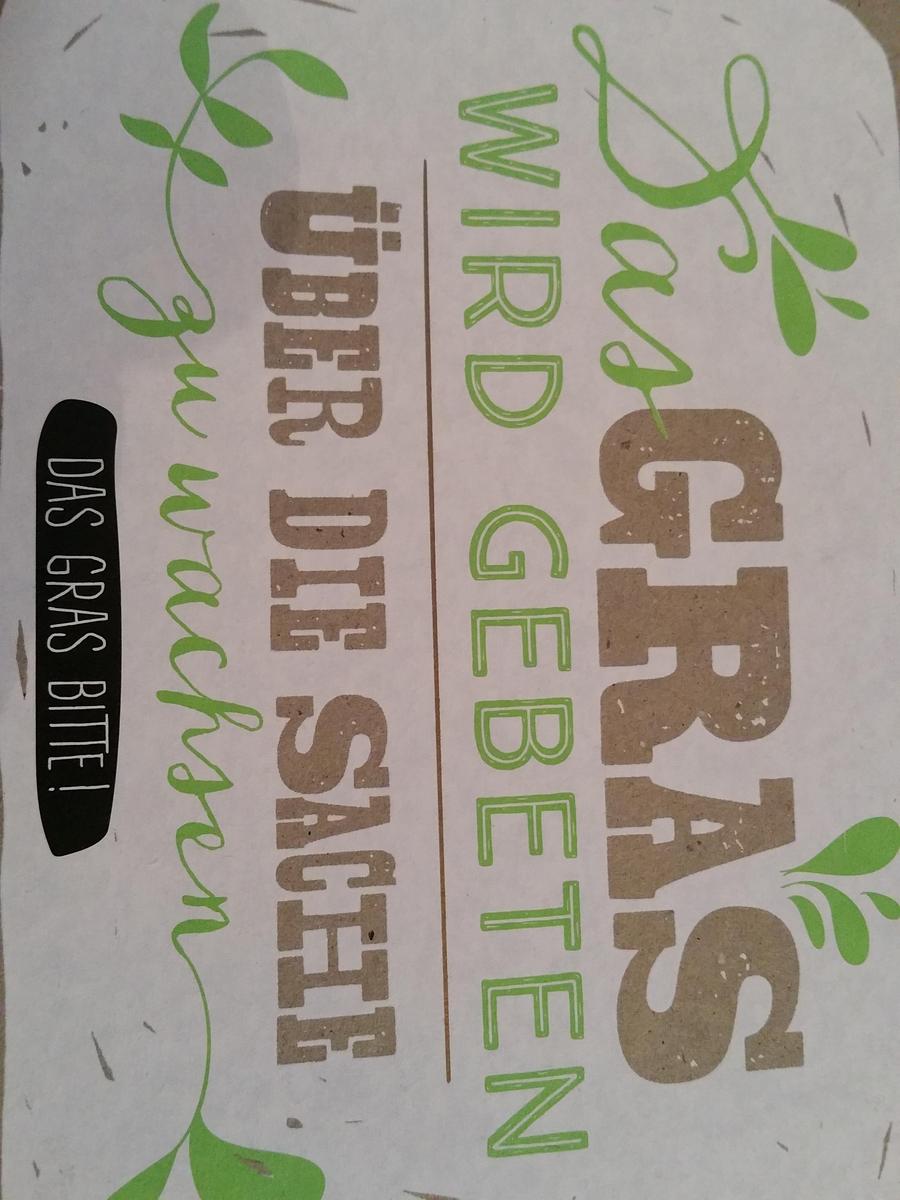 Das GRAS
WIRD GEBETEN
ÜBER DIE SACHE
zu wachsen
DAS GRAS BITTE!